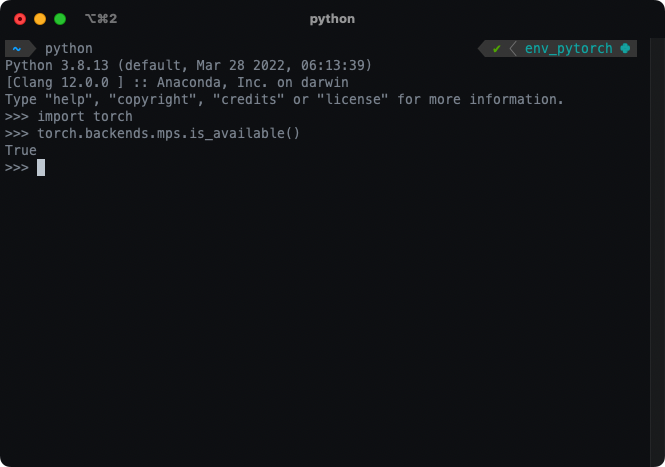 ⌥⌘2 python
~ python ✔ env_pytorch
Python 3.8.13 (default, Mar 28 2022, 06:13:39)
[Clang 12.0.0 ] :: Anaconda, Inc. on darwin
Type "help", "copyright", "credits" or "license" for more information.
>>> import torch
>>> torch.backends.mps.is_available()
True
>>>